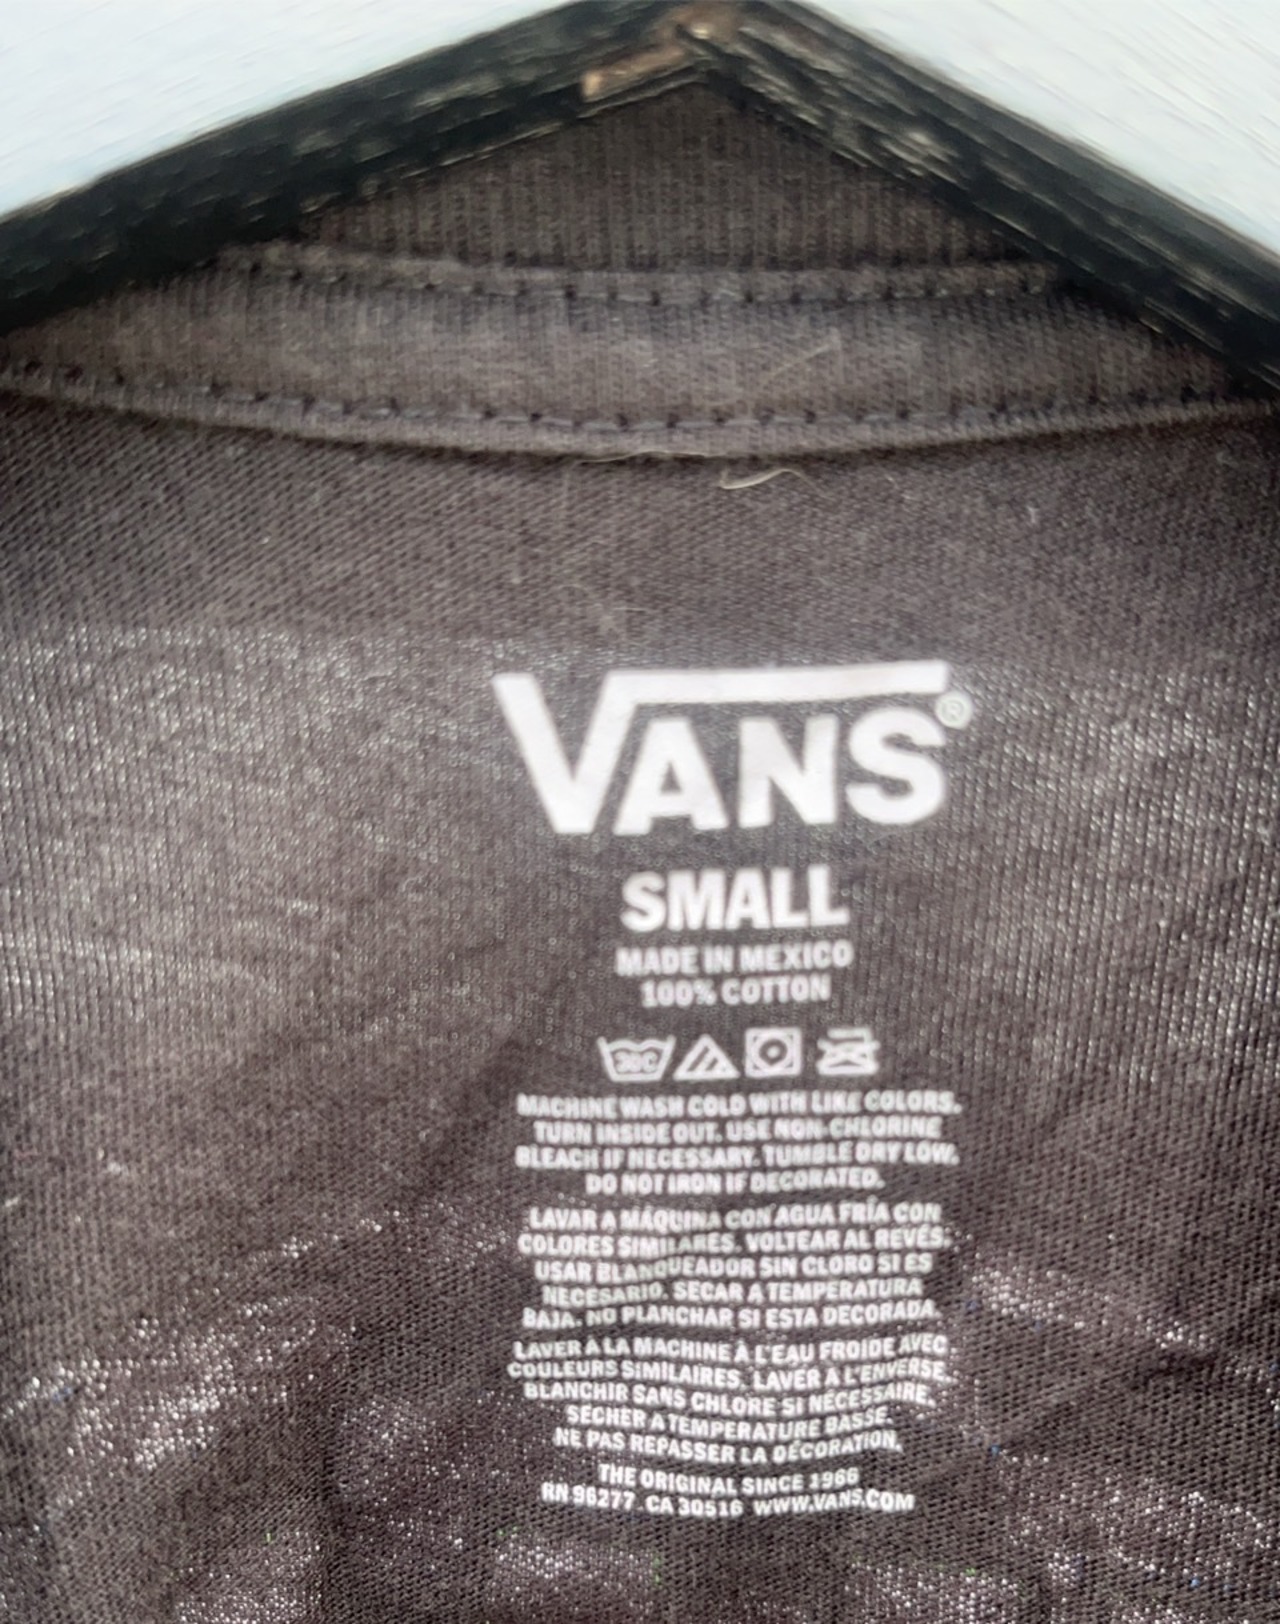 VANS®
SMALL
MADE IN MEXICO
100% COTTON
30C
MACHINE WASH COLD WITH LIKE COLORS.
TURN INSIDE OUT. USE NON-CHLORINE
BLEACH IF NECESSARY. TUMBLE DRY LOW.
DO NOT IRON IF DECORATED.
LAVAR A MÁQUINA CON AGUA FRÍA CON
COLORES SIMILARES. VOLTEAR AL REVÉS.
USAR BLANQUEADOR SIN CLORO SI ES
NECESARIO. SECAR A TEMPERATURA
BAJA. NO PLANCHAR SI ESTA DECORADA.
LAVER À LA MACHINE À L'EAU FROIDE AVEC
COULEURS SIMILAIRES. LAVER À L'ENVERSE.
BLANCHIR SANS CHLORE SI NÉCESSAIRE.
SÉCHER A TEMPERATURE BASSE.
NE PAS REPASSER LA DÉCORATION.
THE ORIGINAL SINCE 1966
RN 96277 CA 30516 WWW.VANS.COM